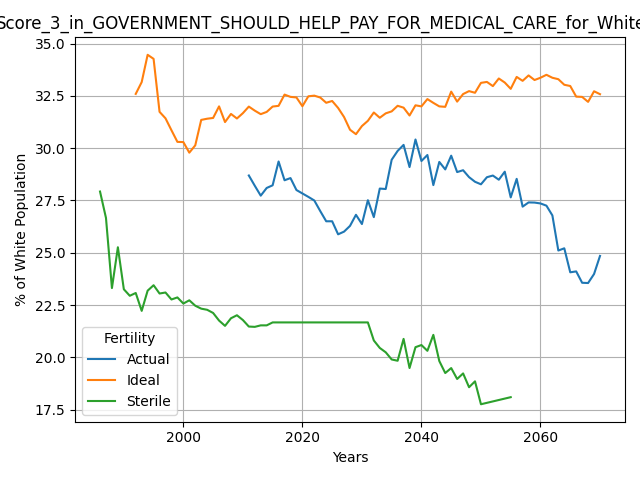 Score_3_in_GOVERNMENT_SHOULD_HELP_PAY_FOR_MEDICAL_CARE_for_White
35.0
32.5
30.0
27.5
25.0
22.5
20.0
17.5
% of White Population
Fertility
Actual
Ideal
Sterile
2000
2020
2040
2060
Years